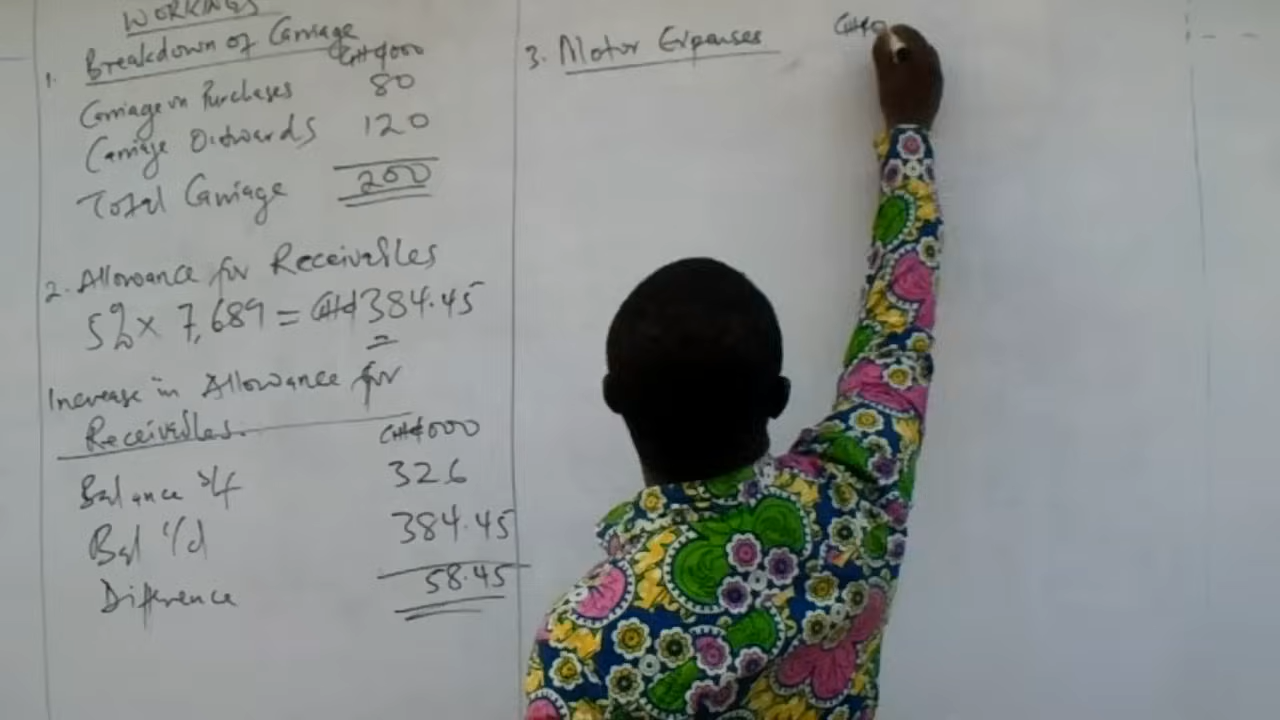 WORKINGS
1. Breakdown of Carriage
GH¢000
Carriage on Purchases 80
Carriage Outwards 120
Total Carriage 200
2. Allowance for Receivables
5% x 7,689 = GH¢384.45
Increase in Allowance for
Receivables. GH¢000
Balance b/f 326
Bal c/d 384.45
Difference 58.45
3. Motor Expenses GH¢0